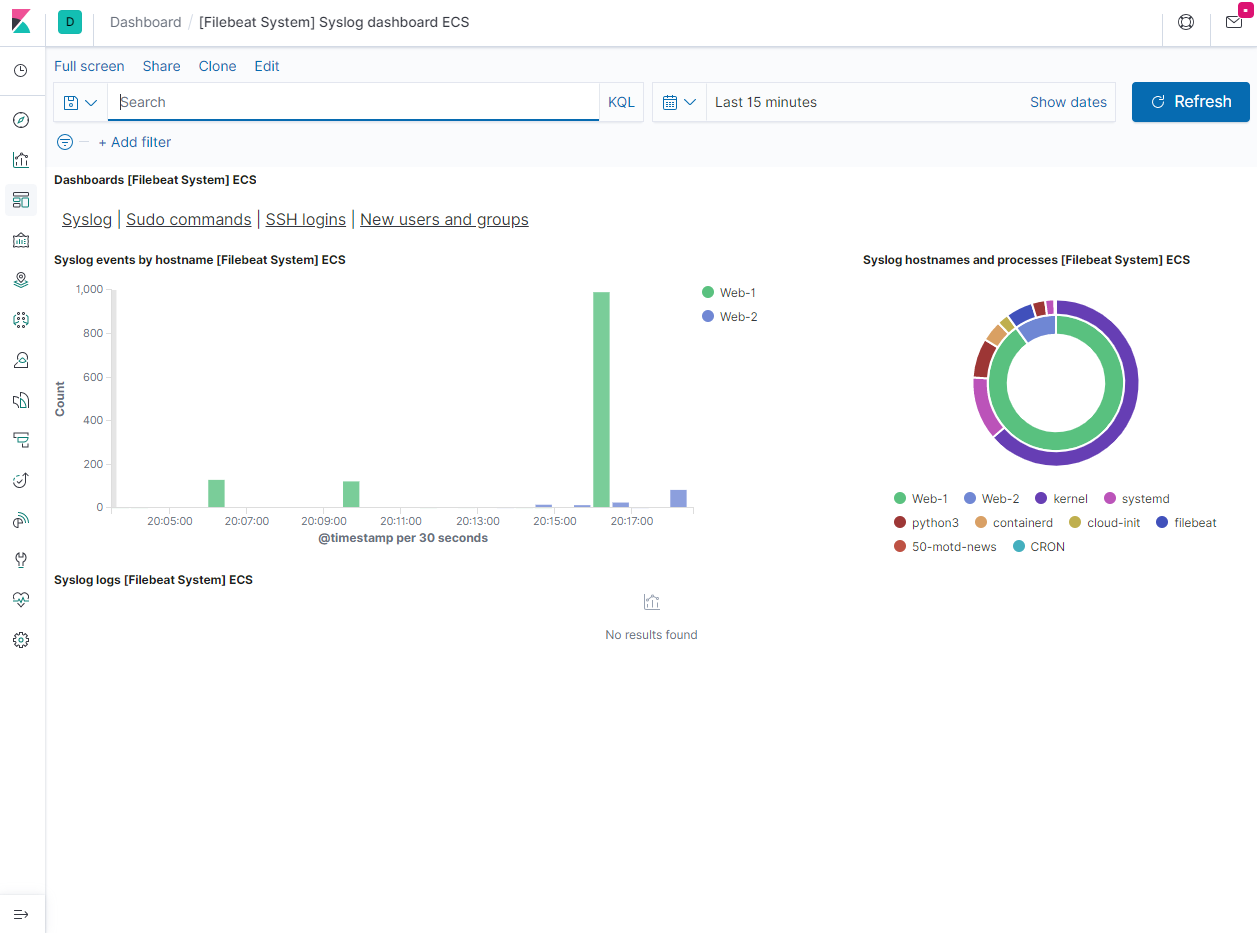 D Dashboard / [Filebeat System] Syslog dashboard ECS
Full screen Share Clone Edit
Search KQL Last 15 minutes Show dates Refresh
+ Add filter
Dashboards [Filebeat System] ECS
Syslog | Sudo commands | SSH logins | New users and groups
Syslog events by hostname [Filebeat System] ECS
1,000
800
600
400
200
0
Count
20:05:00 20:07:00 20:09:00 20:11:00 20:13:00 20:15:00 20:17:00
@timestamp per 30 seconds
Web-1
Web-2
Syslog hostnames and processes [Filebeat System] ECS
Web-1 Web-2 kernel systemd
python3 containerd cloud-init filebeat
50-motd-news CRON
Syslog logs [Filebeat System] ECS
No results found